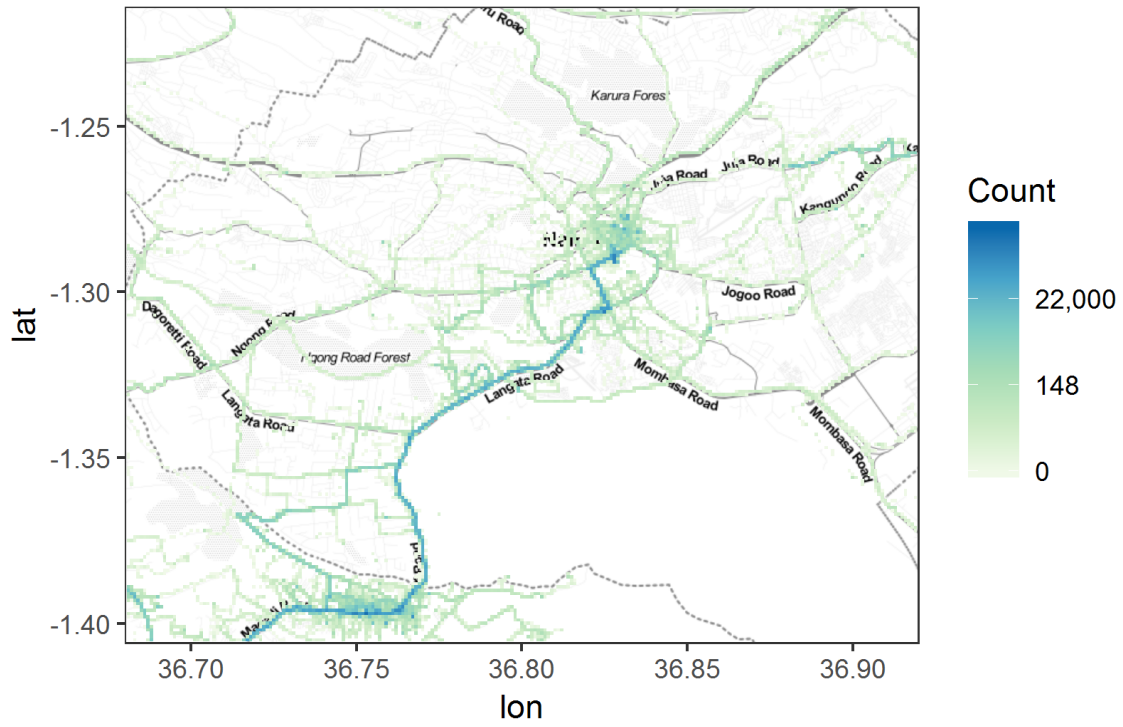 Karura Fores
Juja Road
Jogoo Road
Dagoretti Road
Ngong Road
Ngong Road Forest
Langata Road
Langata Road
Mombasa Road
Mombasa Road
Kangundo Road
-1.25
-1.30
-1.35
-1.40
lat
36.70
36.75
36.80
36.85
36.90
lon
Count
22,000
148
0